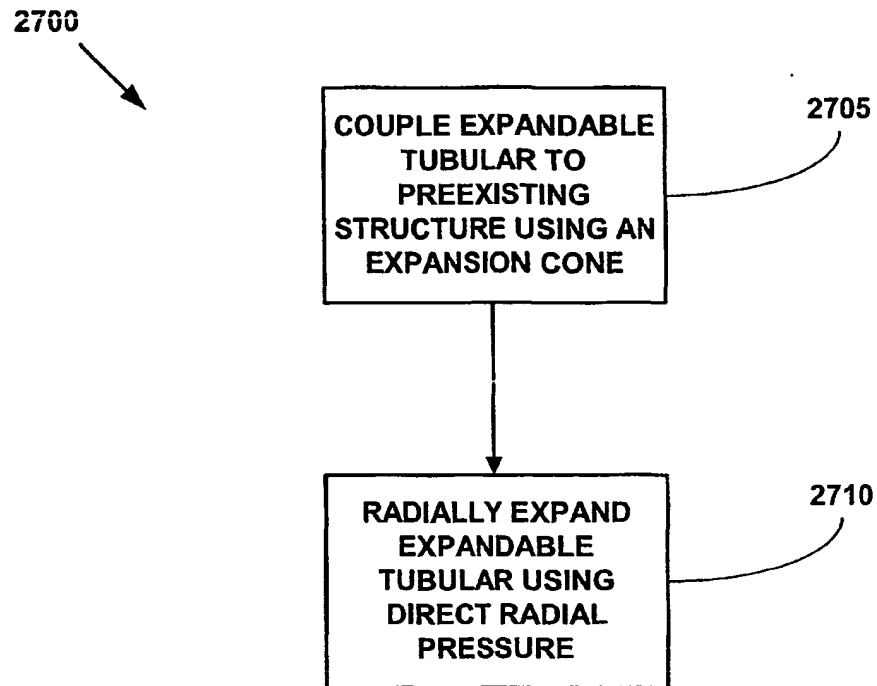 2700
COUPLE EXPANDABLE
TUBULAR TO
PREEXISTING
STRUCTURE USING AN
EXPANSION CONE
2705
RADIALLY EXPAND
EXPANDABLE
TUBULAR USING
DIRECT RADIAL
PRESSURE
2710